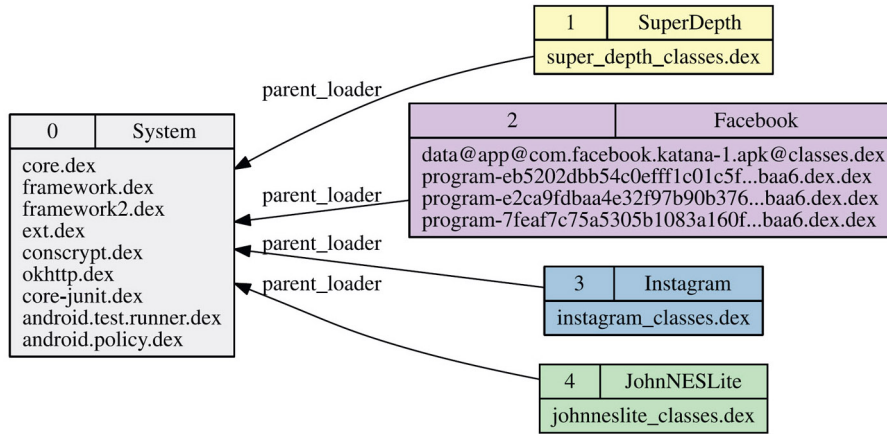 0 System
core.dex
framework.dex
framework2.dex
ext.dex
conscrypt.dex
okhttp.dex
core-junit.dex
android.test.runner.dex
android.policy.dex
parent_loader
parent_loader
parent_loader
parent_loader
1 SuperDepth
super_depth_classes.dex
2 Facebook
data@app@com.facebook.katana-1.apk@classes.dex
program-eb5202dbb54c0efff1c01c5f...baa6.dex.dex
program-e2ca9fdbaa4e32f97b90b376...baa6.dex.dex
program-7feaf7c75a5305b1083a160f...baa6.dex.dex
3 Instagram
instagram_classes.dex
4 JohnNESLite
johnneslite_classes.dex